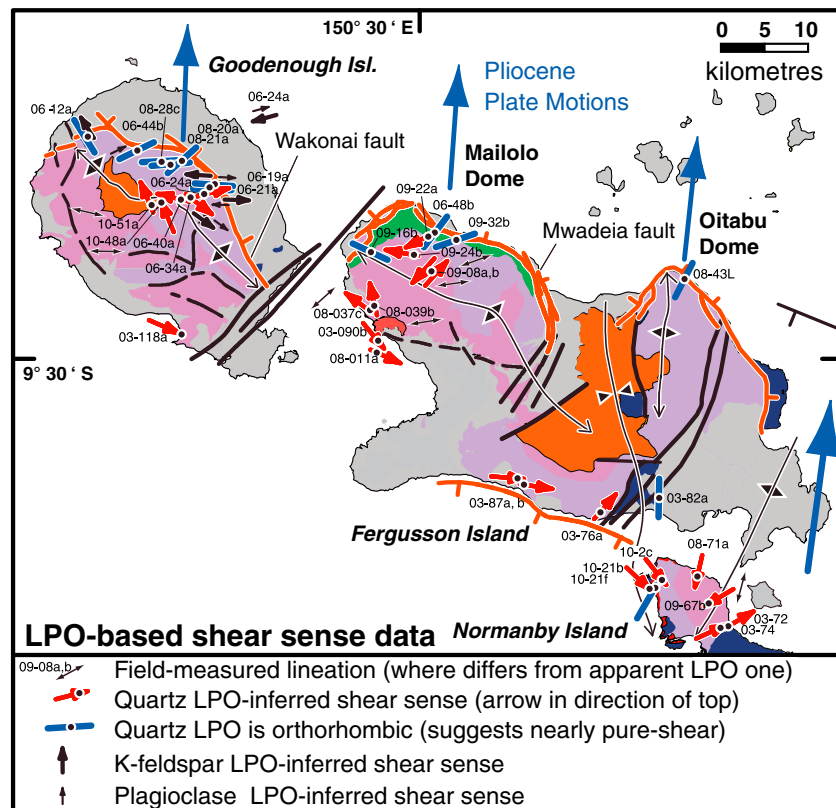 150° 30 ' E
0 5 10
kilometres
Goodenough Isl.
Pliocene
Plate Motions
06-12a
08-28c
06-44b
06-24a
08-20a
08-21a
Wakonai fault
Mailolo
Dome
06-24a
06-19a
06-21a
09-22a
06-48b
09-32b
Oitabu
Dome
Mwadeia fault
10-51a
10-48a
06-40a
06-34a
09-16b
09-24b
09-08a,b
08-43L
08-037c
08-039b
03-090b
08-011a
03-118a
9° 30 ' S
03-87a, b
03-82a
Fergusson Island
03-76a
10-2c
08-71a
10-21b
10-21f
09-67b
03-72
03-74
LPO-based shear sense data
Normanby Island
09-08a,b
Field-measured lineation (where differs from apparent LPO one)
Quartz LPO-inferred shear sense (arrow in direction of top)
Quartz LPO is orthorhombic (suggests nearly pure-shear)
K-feldspar LPO-inferred shear sense
Plagioclase LPO-inferred shear sense